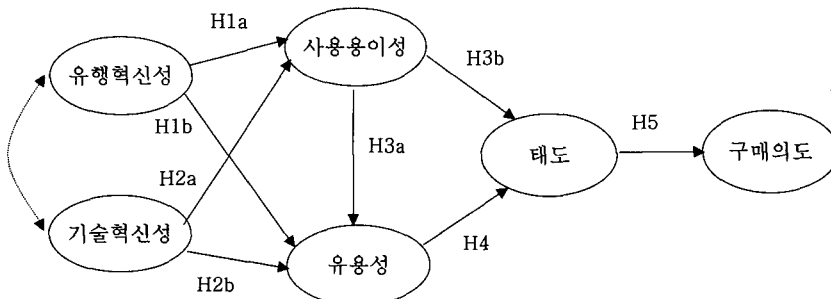 H1a
사용용이성
H3b
유행혁신성
H1b
H5
태도
구매의도
H3a
H2a
기술혁신성
H4
유용성
H2b